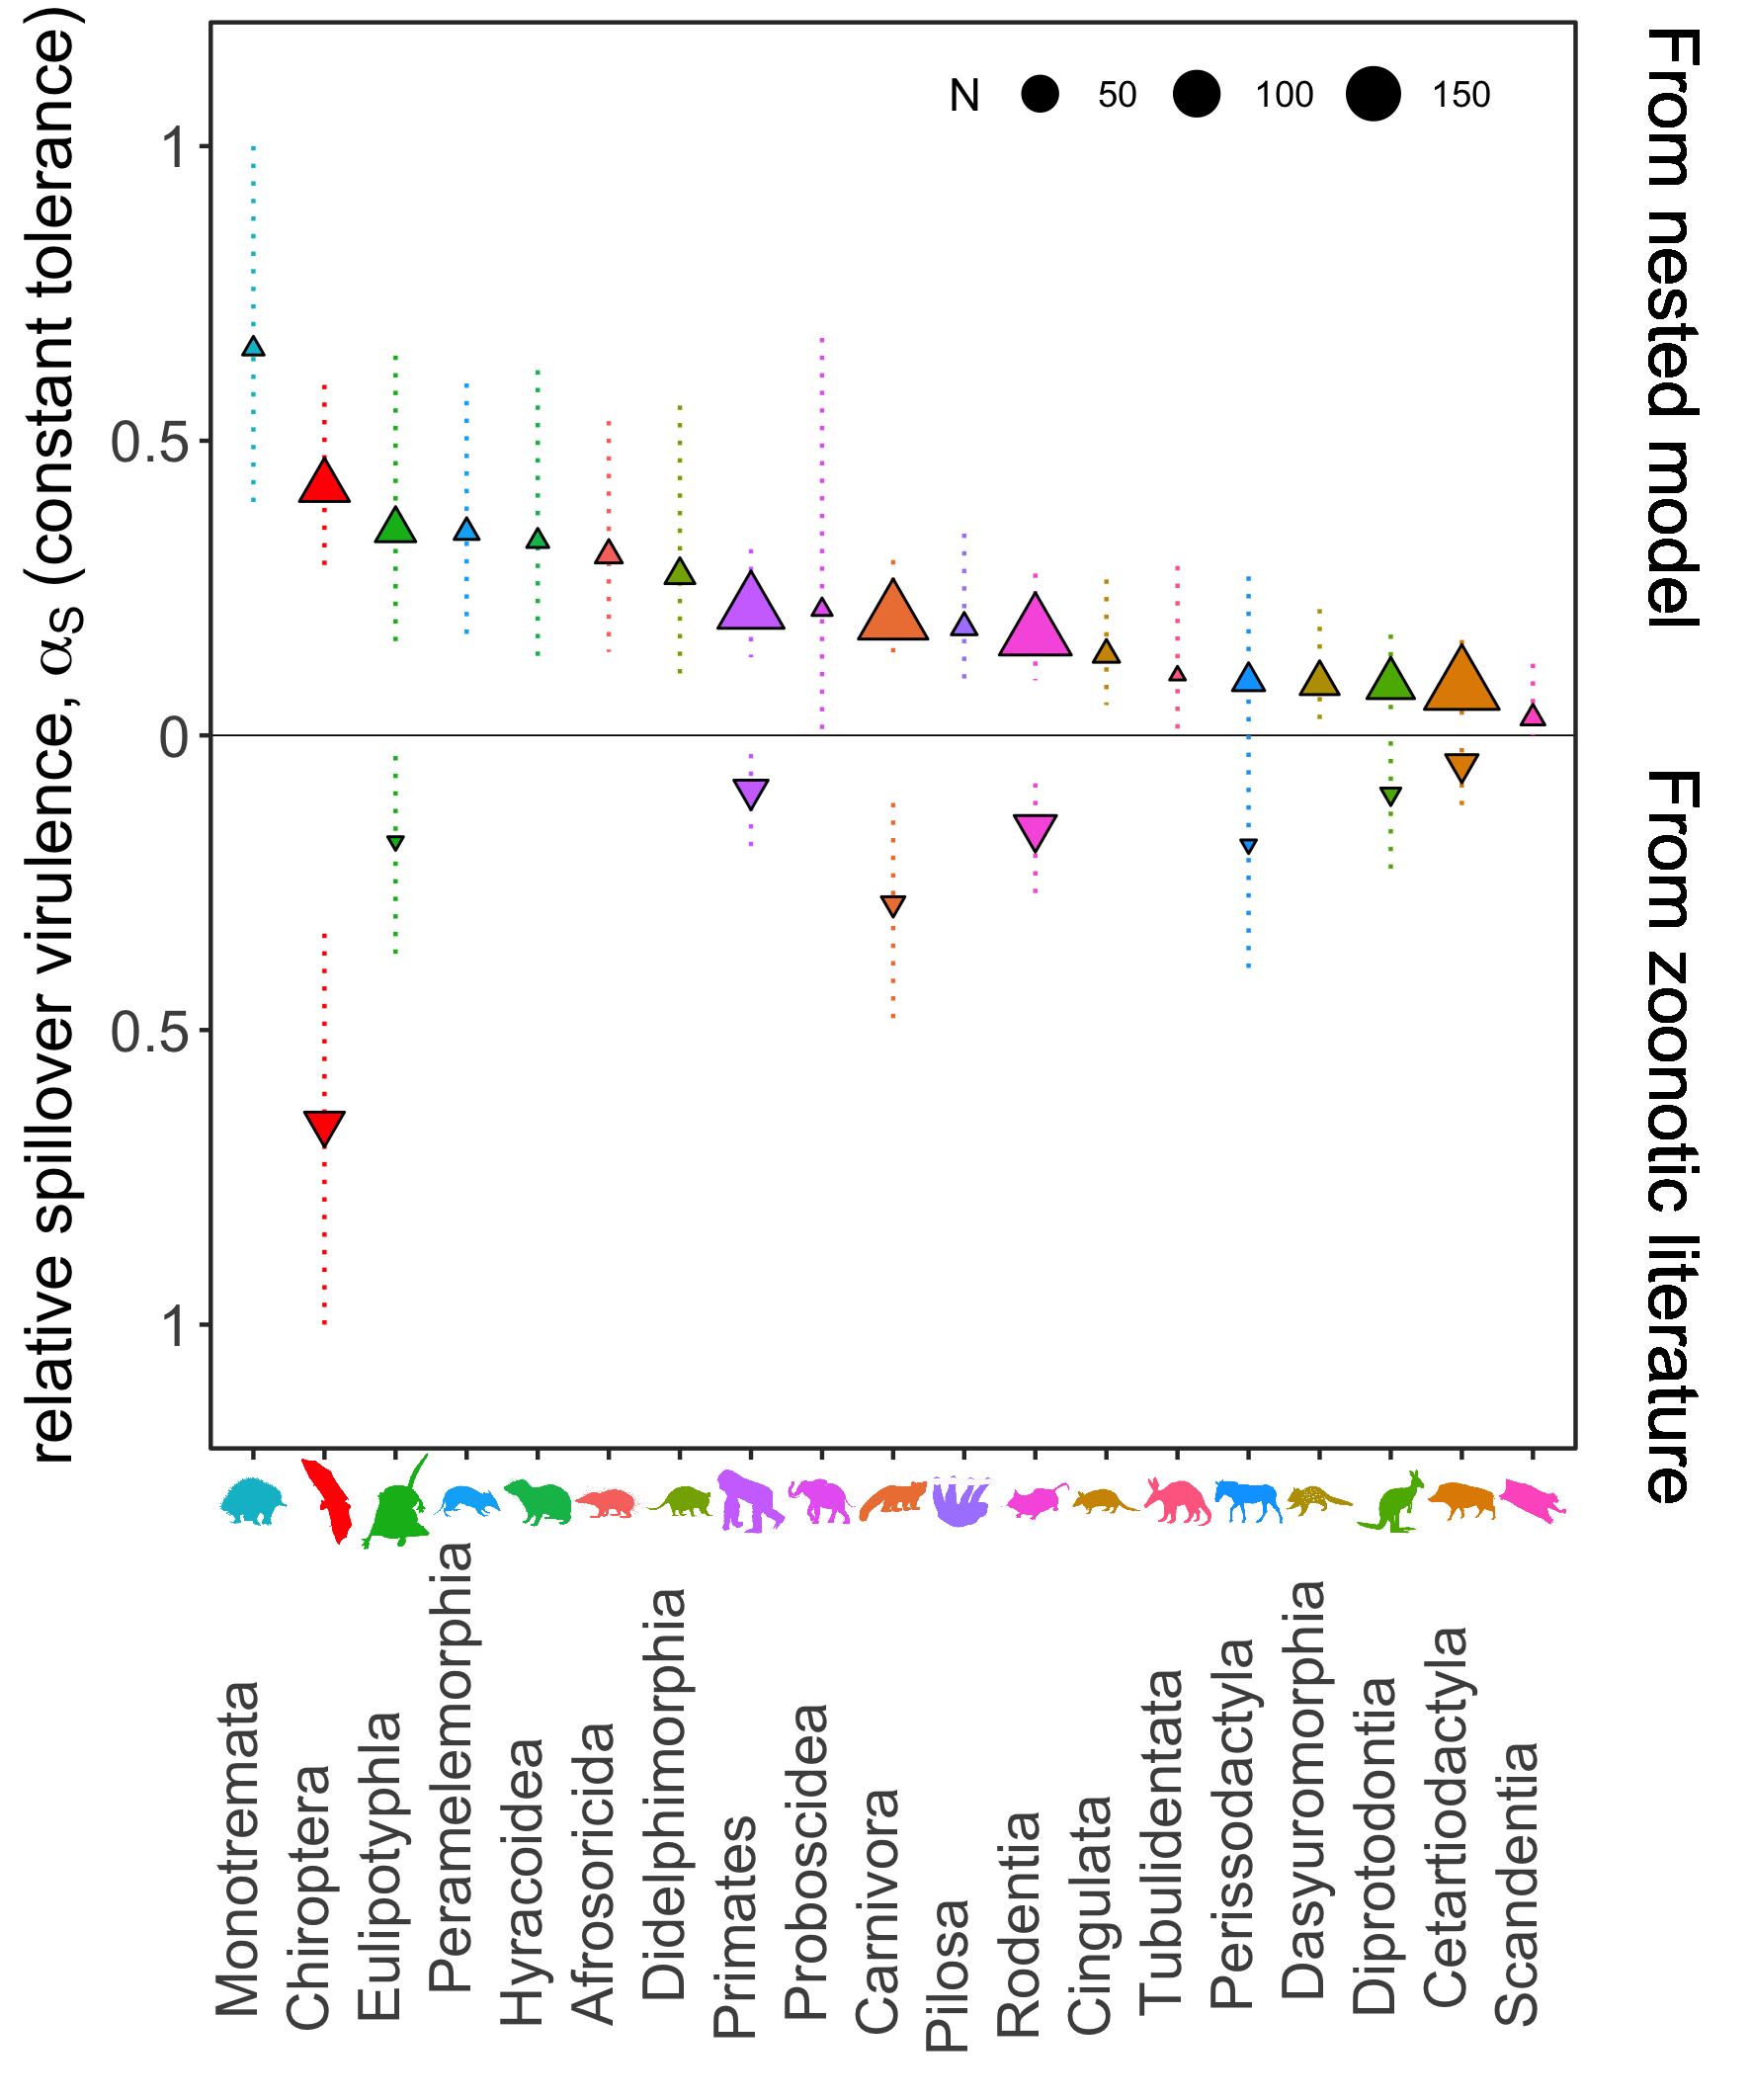 relative spillover virulence, αS (constant tolerance)
N 50 100 150
1
0.5
0
0.5
1
From nested model
From zoonotic literature
Monotremata
Chiroptera
Eulipotyphla
Peramelemorphia
Hyracoidea
Afrosoricida
Didelphimorphia
Primates
Proboscidea
Carnivora
Pilosa
Rodentia
Cingulata
Tubulidentata
Perissodactyla
Dasyuromorphia
Diprotodontia
Cetartiodactyla
Scandentia